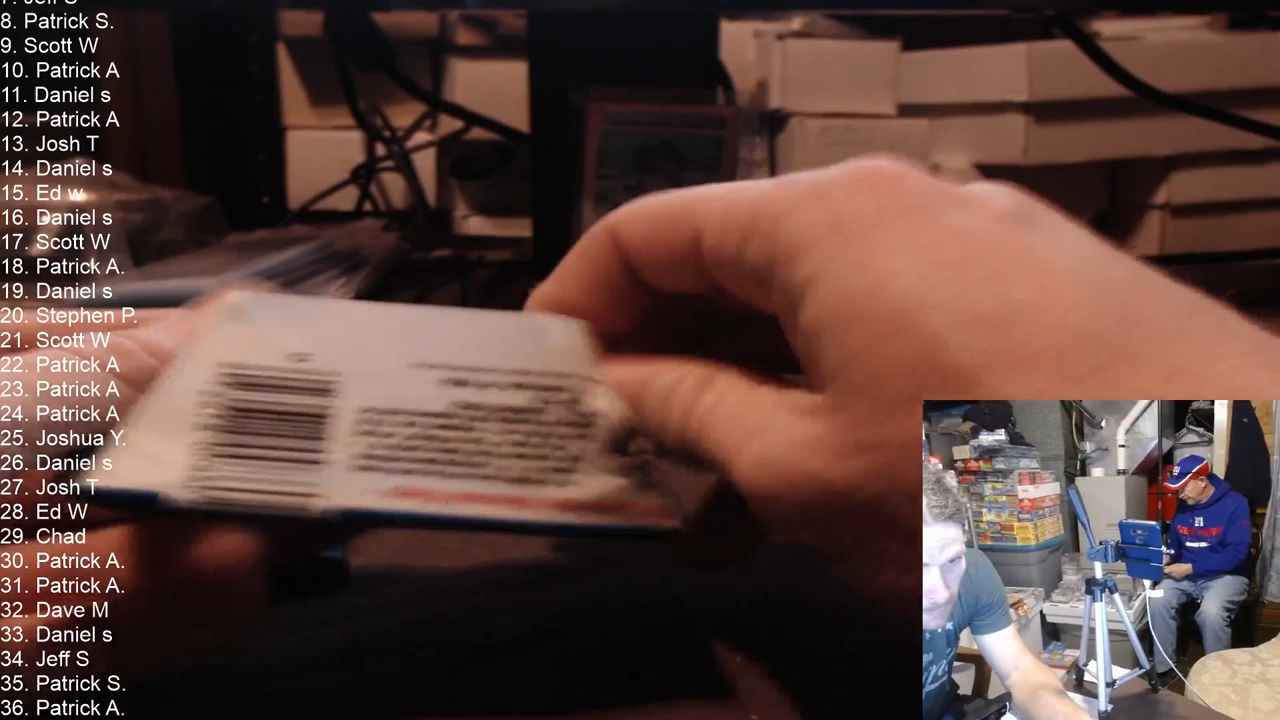 7. Jeff S
8. Patrick S.
9. Scott W
10. Patrick A
11. Daniel s
12. Patrick A
13. Josh T
14. Daniel s
15. Ed w
16. Daniel s
17. Scott W
18. Patrick A.
19. Daniel s
20. Stephen P.
21. Scott W
22. Patrick A
23. Patrick A
24. Patrick A
25. Joshua Y.
26. Daniel s
27. Josh T
28. Ed W
29. Chad
30. Patrick A.
31. Patrick A.
32. Dave M
33. Daniel s
34. Jeff S
35. Patrick S.
36. Patrick A.